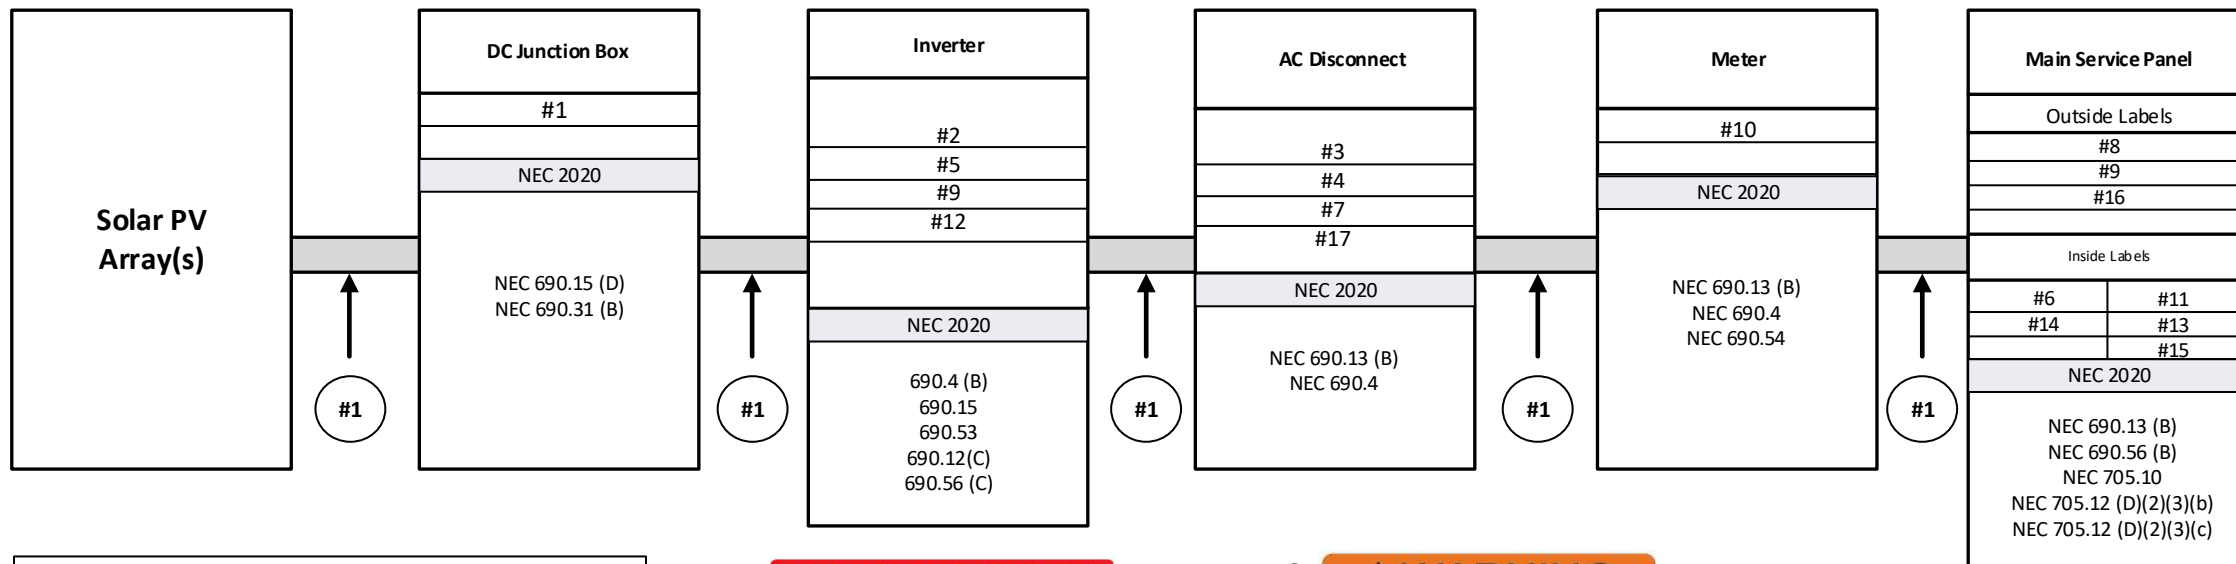 Solar PV
Array(s)
#1
DC Junction Box
#1
NEC 2020
NEC 690.15 (D)
NEC 690.31 (B)
#1
Inverter
#2
#5
#9
#12
NEC 2020
690.4 (B)
690.15
690.53
690.12(C)
690.56 (C)
#1
AC Disconnect
#3
#4
#7
#17
NEC 2020
NEC 690.13 (B)
NEC 690.4
#1
Meter
#10
NEC 2020
NEC 690.13 (B)
NEC 690.4
NEC 690.54
#1
Main Service Panel
Outside Labels
#8
#9
#16
Inside Labels
#6 #11
#14 #13
#15
NEC 2020
NEC 690.13 (B)
NEC 690.56 (B)
NEC 705.10
NEC 705.12 (D)(2)(3)(b)
NEC 705.12 (D)(2)(3)(c)